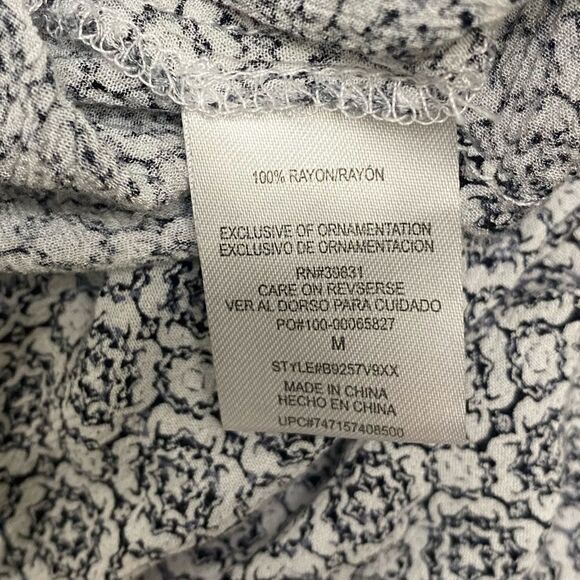 100% RAYON/RAYÓN
EXCLUSIVE OF ORNAMENTATION
EXCLUSIVO DE ORNAMENTACIÓN
RN#39831
CARE ON REVSERSE
VER AL DORSO PARA CUIDADO
PO#100-00065827
M
STYLE#B9257V9XX
MADE IN CHINA
HECHO EN CHINA
UPC#747157408500